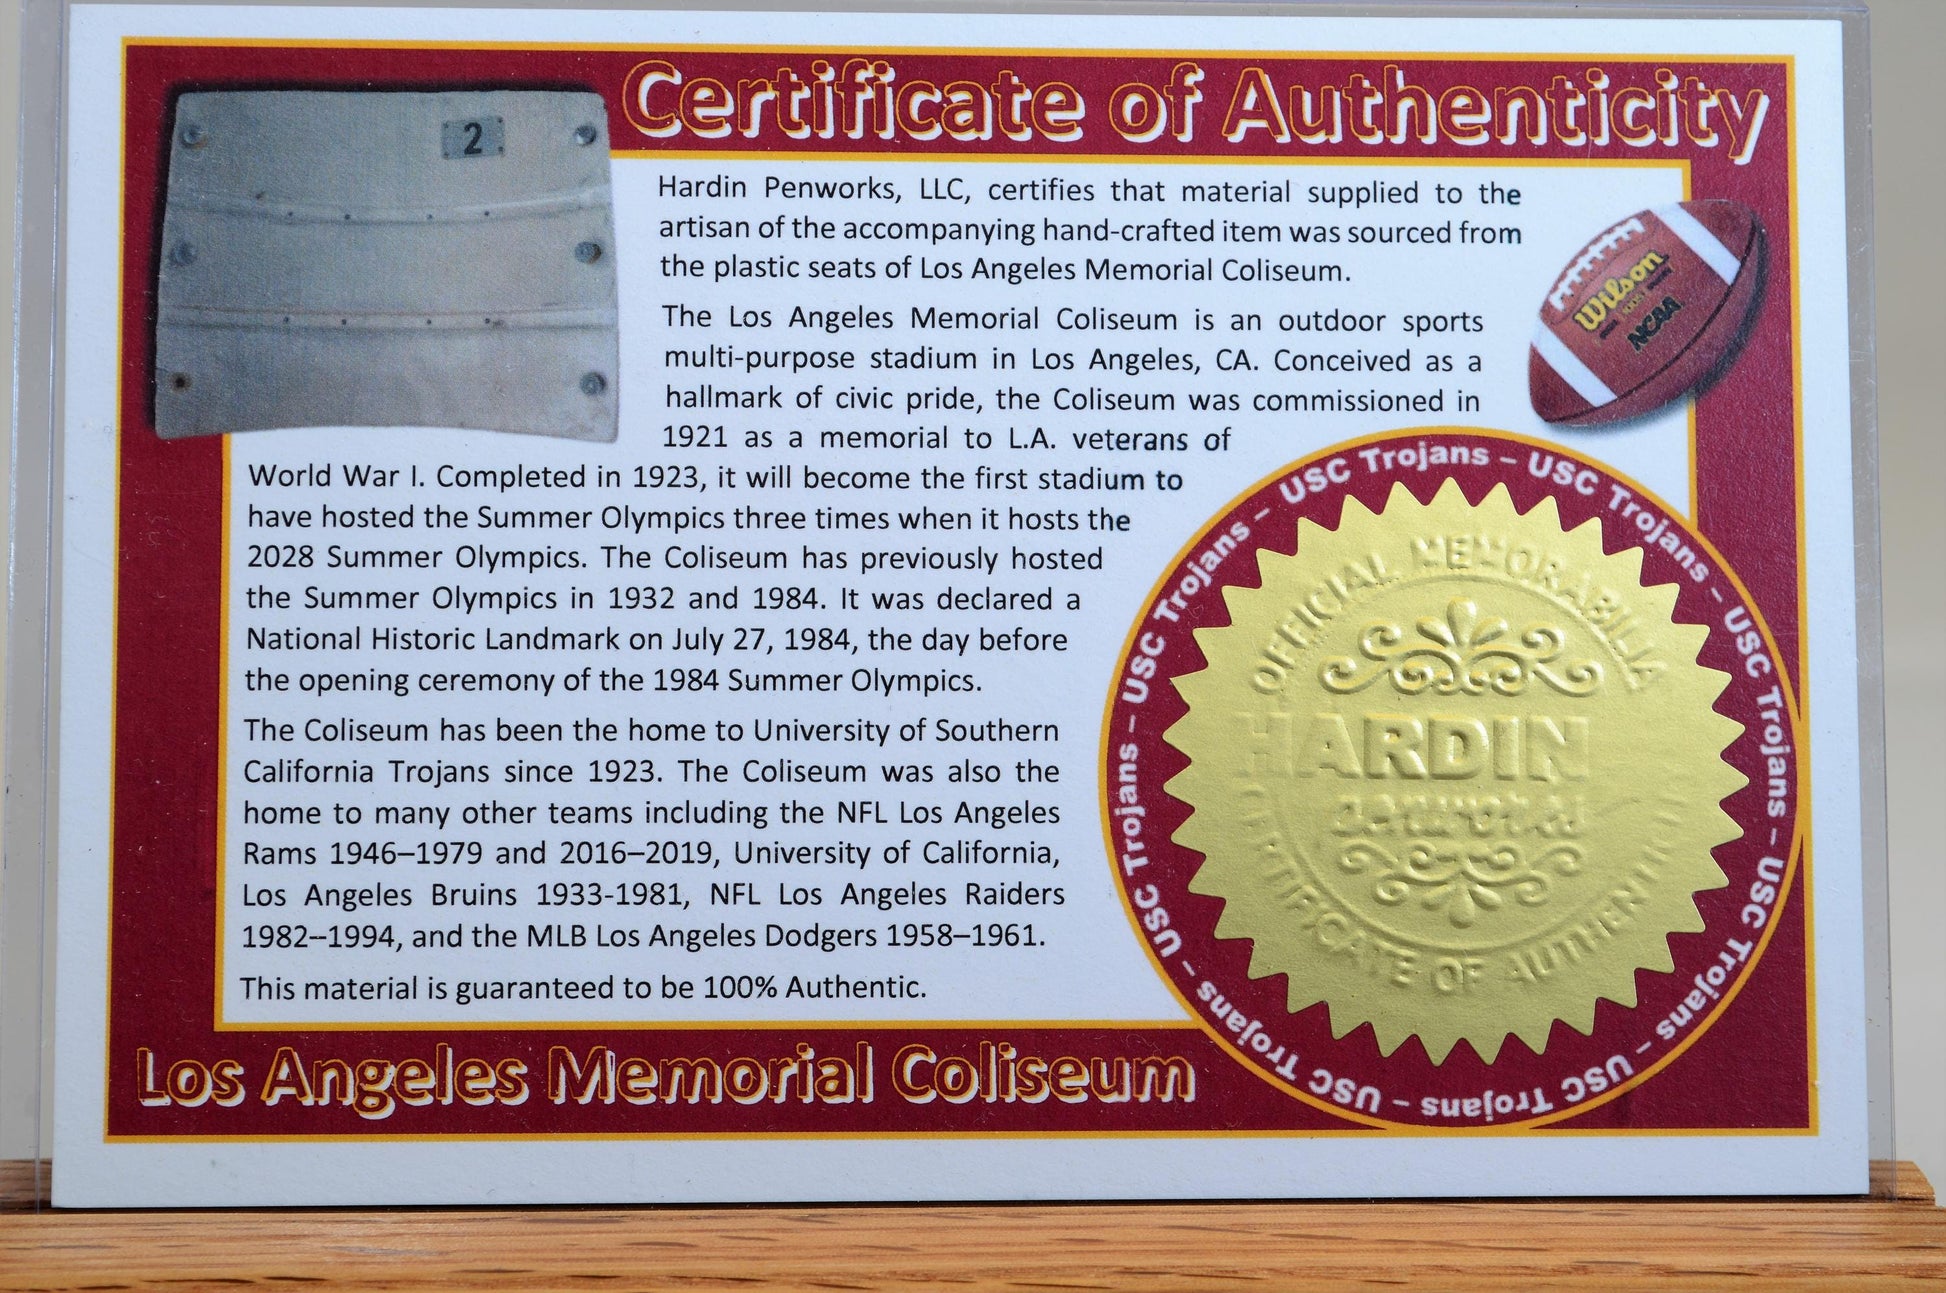 Certificate of Authenticity
2
Hardin Penworks, LLC, certifies that material supplied to the
artisan of the accompanying hand-crafted item was sourced from
the plastic seats of Los Angeles Memorial Coliseum.
The Los Angeles Memorial Coliseum is an outdoor sports
multi-purpose stadium in Los Angeles, CA. Conceived as a
hallmark of civic pride, the Coliseum was commissioned in
1921 as a memorial to L.A. veterans of
World War I. Completed in 1923, it will become the first stadium to
have hosted the Summer Olympics three times when it hosts the
2028 Summer Olympics. The Coliseum has previously hosted
the Summer Olympics in 1932 and 1984. It was declared a
National Historic Landmark on July 27, 1984, the day before
the opening ceremony of the 1984 Summer Olympics.
The Coliseum has been the home to University of Southern
California Trojans since 1923. The Coliseum was also the
home to many other teams including the NFL Los Angeles
Rams 1946–1979 and 2016–2019, University of California,
Los Angeles Bruins 1933-1981, NFL Los Angeles Raiders
1982–1994, and the MLB Los Angeles Dodgers 1958–1961.
This material is guaranteed to be 100% Authentic.
Wilson
NCAA
USC Trojans – USC Trojans – USC Trojans – USC Trojans – USC Trojans – USC Trojans – USC Trojans – USC Trojans –
OFFICIAL MEMORABILIA
HARDIN
CERTIFICATE OF AUTHENTICITY
Los Angeles Memorial Coliseum